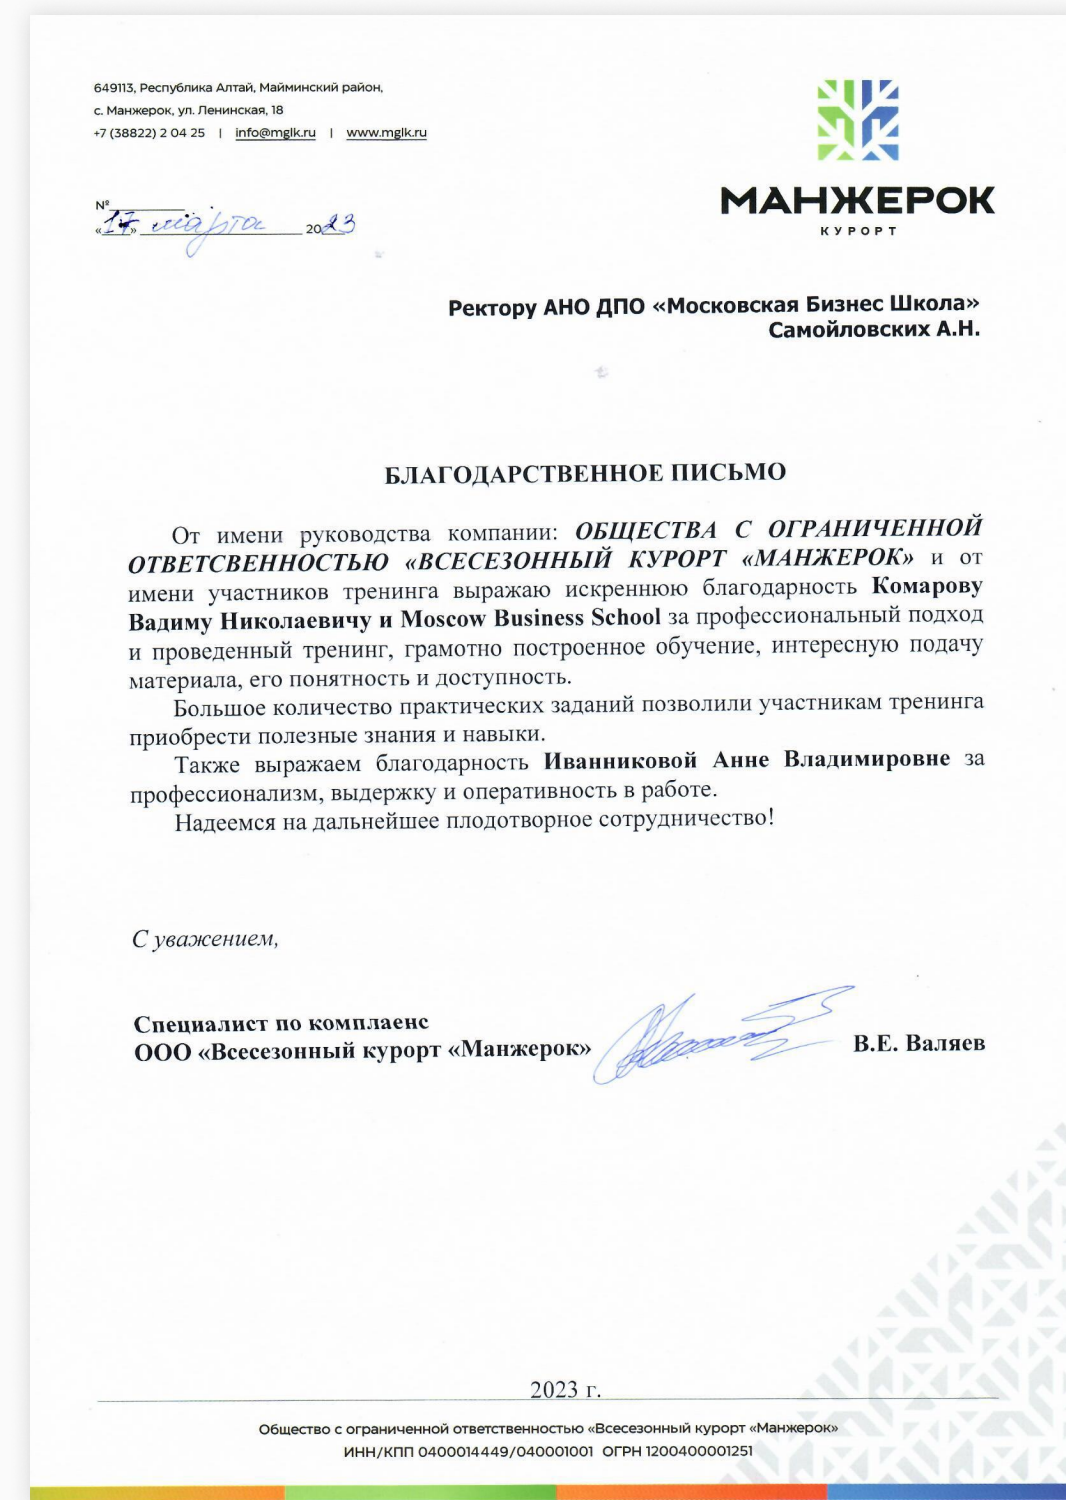 649113, Республика Алтай, Майминский район,
с. Манжерок, ул. Ленинская, 18
+7 (38822) 2 04 25 | info@mglk.ru | www.mglk.ru
МАНЖЕРОК
КУРОРТ
№
«17» марта 2023
Ректору АНО ДПО «Московская Бизнес Школа»
Самойловских А.Н.
БЛАГОДАРСТВЕННОЕ ПИСЬМО
От имени руководства компании: ОБЩЕСТВА С ОГРАНИЧЕННОЙ
ОТВЕТСВЕННОСТЬЮ «ВСЕСЕЗОННЫЙ КУРОРТ «МАНЖЕРОК» и от
имени участников тренинга выражаю искреннюю благодарность Комарову
Вадиму Николаевичу и Moscow Business School за профессиональный подход
и проведенный тренинг, грамотно построенное обучение, интересную подачу
материала, его понятность и доступность.
Большое количество практических заданий позволили участникам тренинга
приобрести полезные знания и навыки.
Также выражаем благодарность Иванниковой Анне Владимировне за
профессионализм, выдержку и оперативность в работе.
Надеемся на дальнейшее плодотворное сотрудничество!
С уважением,
Специалист по комплаенс
ООО «Всесезонный курорт «Манжерок»
В.Е. Валяев
2023 г.
Общество с ограниченной ответственностью «Всесезонный курорт «Манжерок»
ИНН/КПП 0400014449/040001001 ОГРН 1200400001251